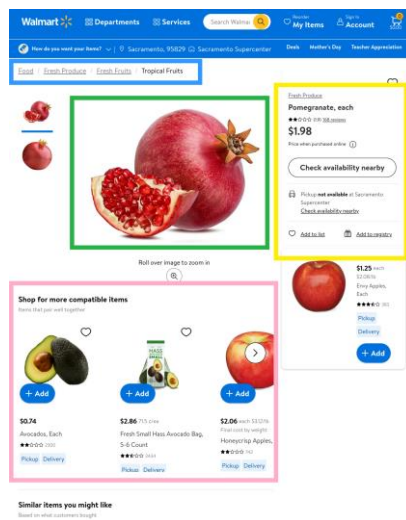 Walmart
Departments
Services
Search Walmar
Reorder
My Items
Sign In
Account
How do you want your items?
Sacramento, 95829
Sacramento Supercenter
Deals
Mother's Day
Teacher Appreciation
Food / Fresh Produce / Fresh Fruits / Tropical Fruits
Fresh Produce
Pomegranate, each
$1.98
Price when purchased online
Check availability nearby
Pickup not available at Sacramento
Supercenter
Check availability nearby
Add to list
Add to registry
Roll over image to zoom in
$1.25 each
Envy Apples,
Each
Pickup
Delivery
+ Add
Shop for more compatible items
Items that pair well together
+ Add
+ Add
+ Add
$0.74
Avocados, Each
Pickup Delivery
$2.86
Fresh Small Hass Avocado Bag,
5-6 Count
Pickup Delivery
$2.06 each
Final cost by weight
Honeycrisp Apples,
Pickup Delivery
Similar items you might like
Based on what customers bought